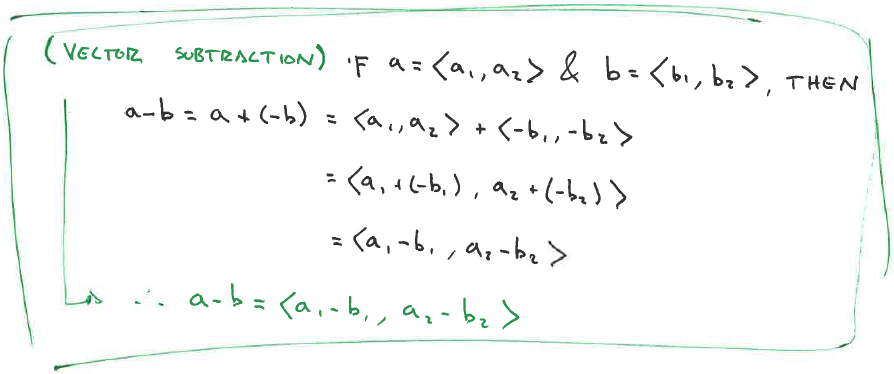 (VECTOR SUBTRACTION) IF a = <a₁, a₂> & b = <b₁, b₂>, THEN
a-b = a + (-b) = <a₁, a₂> + <-b₁, -b₂>
= <a₁ + (-b₁), a₂ + (-b₂)>
= <a₁ - b₁, a₂ - b₂>
∴ a-b = <a₁ - b₁, a₂ - b₂>